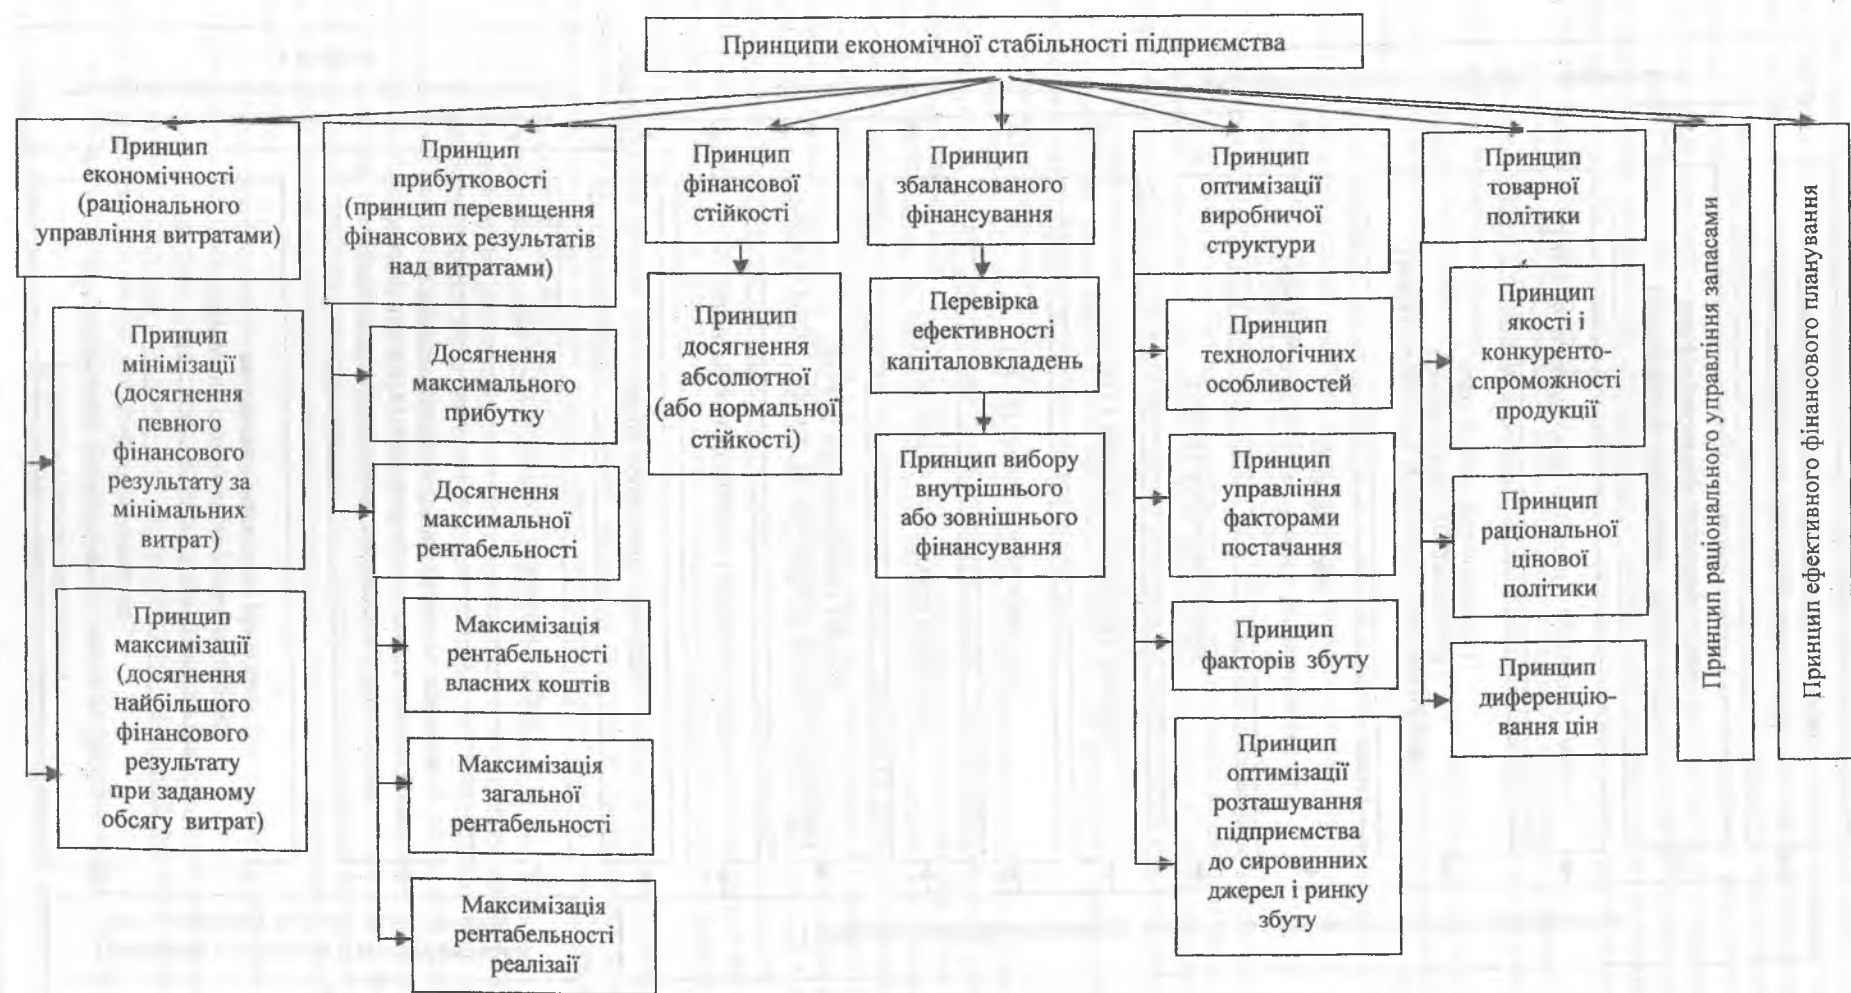 Принципи економічної стабільності підприємства
Принцип
економічності
(раціонального
управління витратами)
Принцип
мінімізації
(досягнення
певного
фінансового
результату за
мінімальних
витрат)
Принцип
максимізації
(досягнення
найбільшого
фінансового
результату
при заданому
обсягу витрат)
Принцип
прибутковості
(принцип перевищення
фінансових результатів
над витратами)
Досягнення
максимального
прибутку
Досягнення
максимальної
рентабельності
Максимізація
рентабельності
власних коштів
Максимізація
загальної
рентабельності
Максимізація
рентабельності
реалізаії
Принцип
фінансової
стійкості
Принцип
досягнення
абсолютної
(або нормальної
стійкості)
Принцип
збалансованого
фінансування
Перевірка
ефективності
капіталовкладень
Принцип вибору
внутрішнього
або зовнішнього
фінансування
Принцип
оптимізації
виробничої
структури
Принцип
технологічних
особливостей
Принцип
управління
факторами
постачання
Принцип
факторів збуту
Принцип
оптимізації
розташування
підприємства
до сировинних
джерел і ринку
збуту
Принцип
товарної
політики
Принцип
якості і
конкуренто-
спроможності
продукції
Принцип
раціональної
цінової
політики
Принцип
диференцію-
вання цін
Принцип раціонального управління запасами
Принцип ефективного фінансового планування